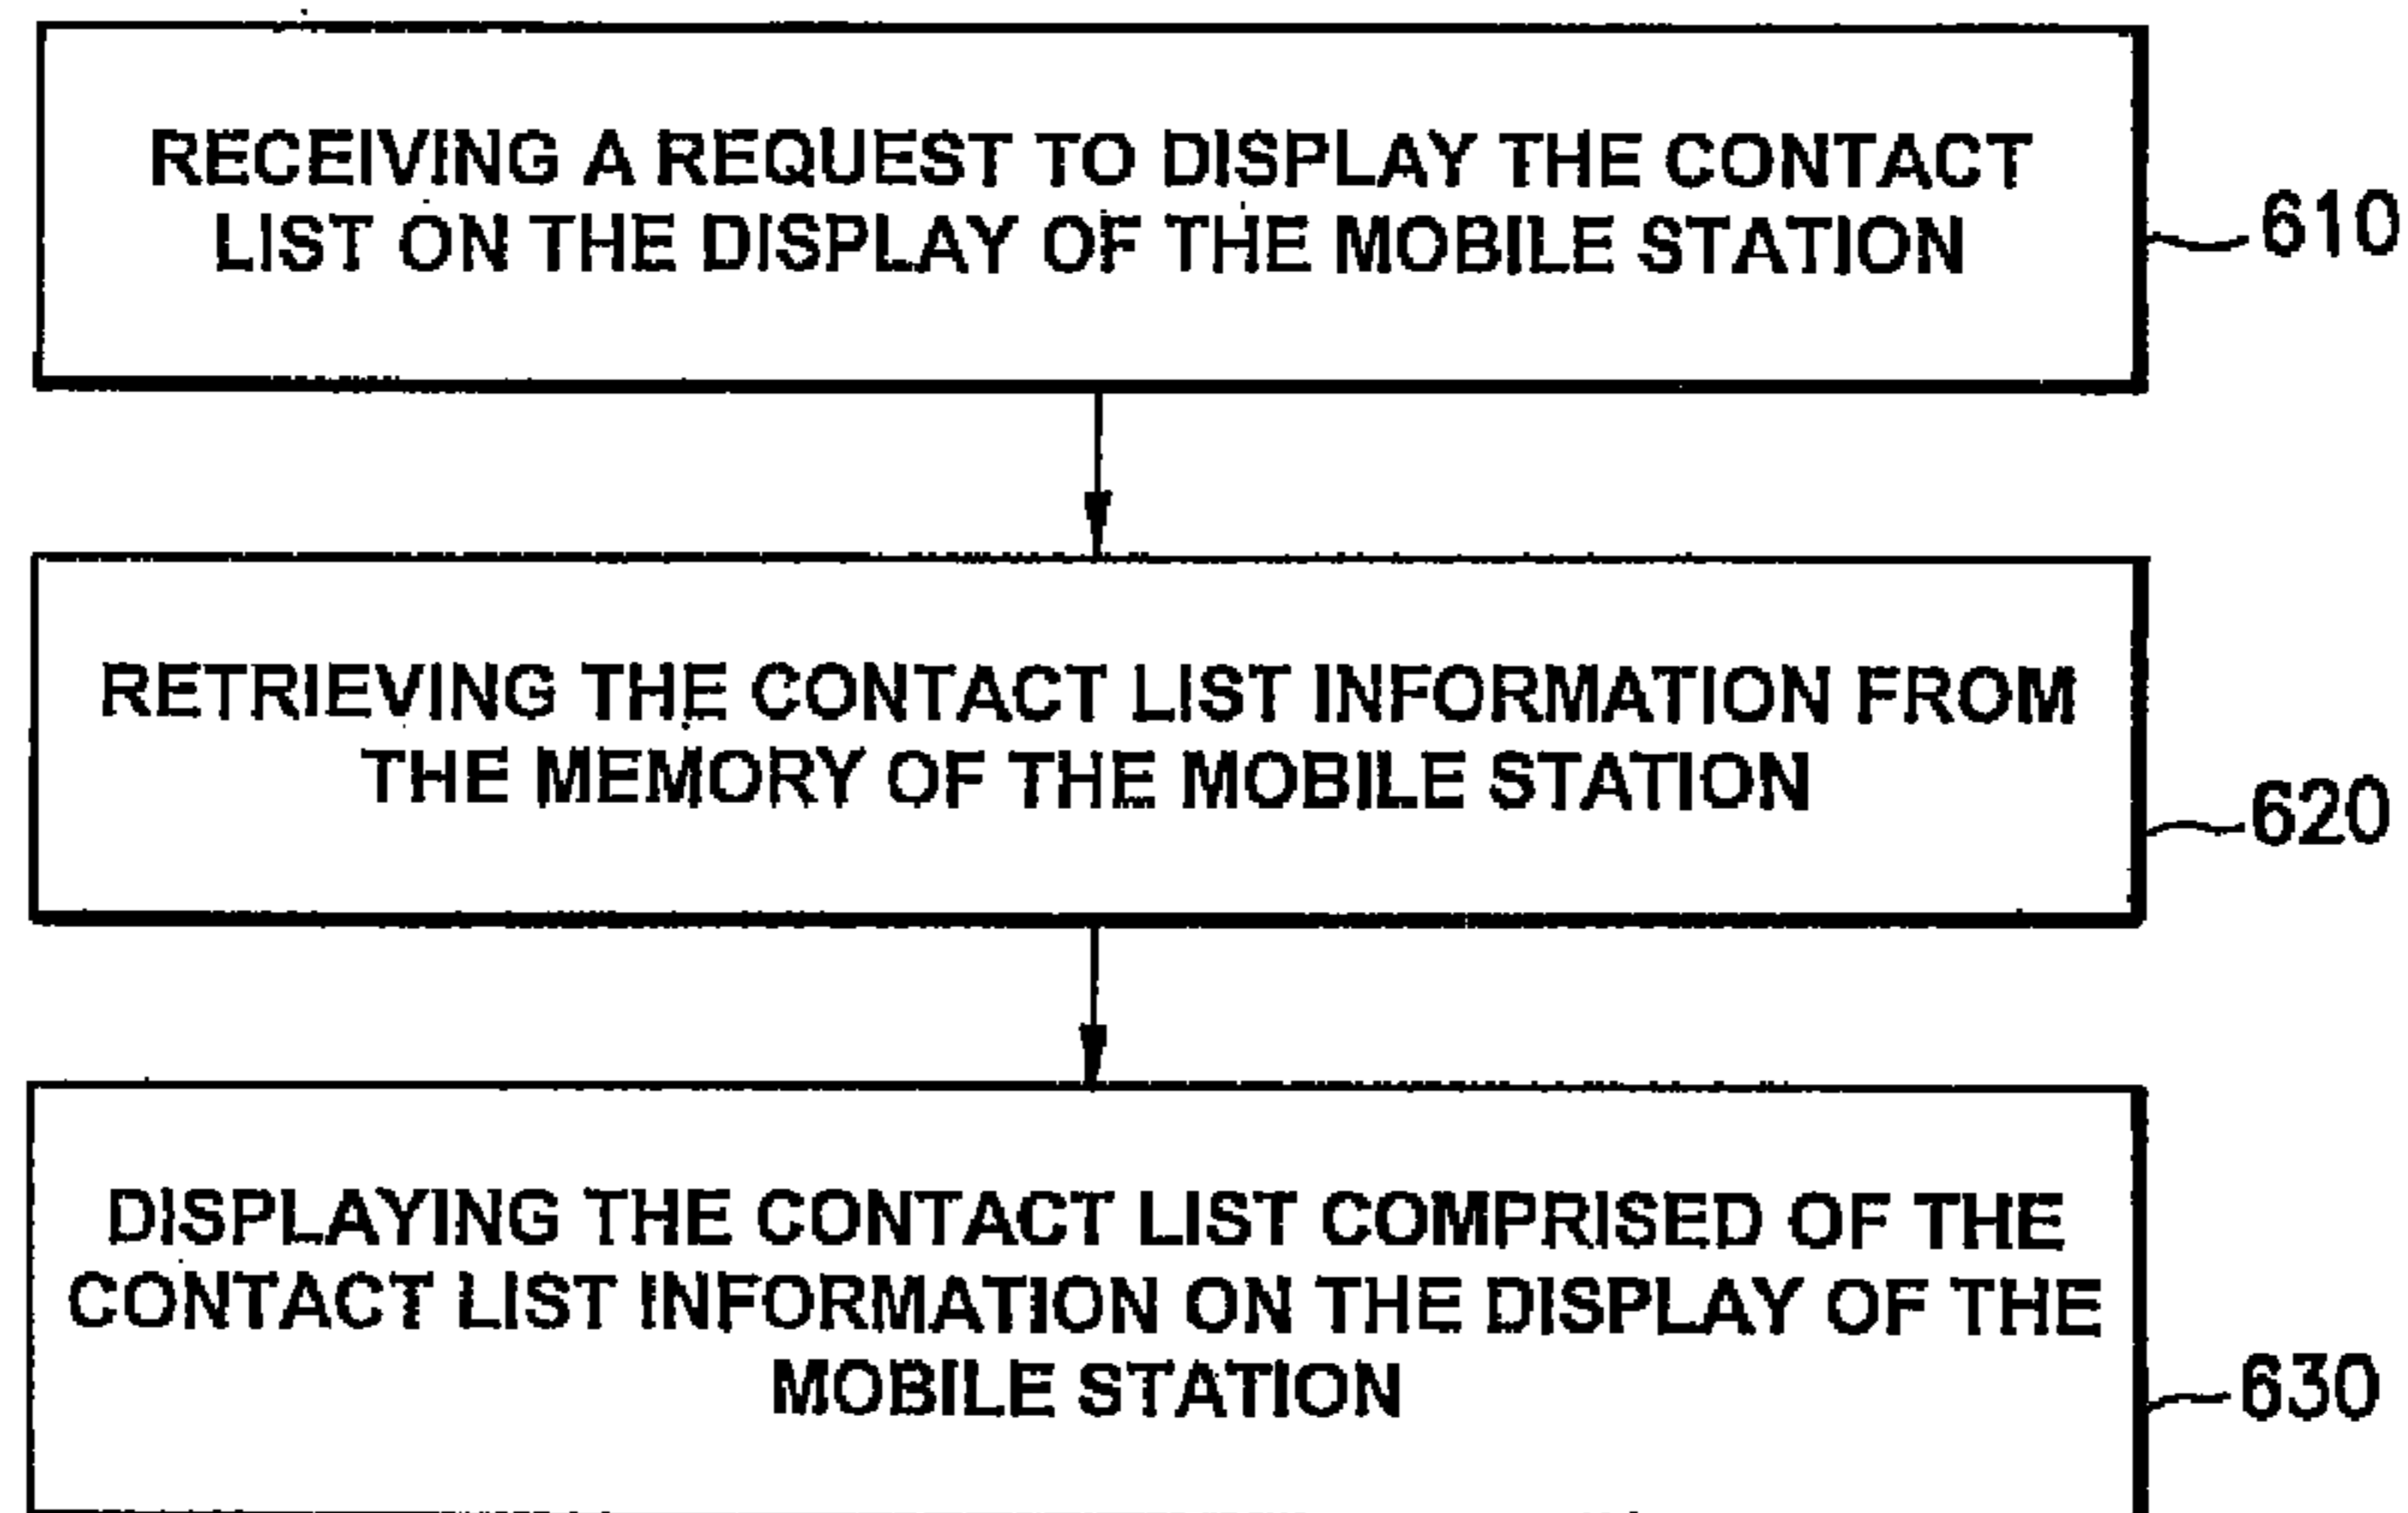 RECEIVING A REQUEST TO DISPLAY THE CONTACT
LIST ON THE DISPLAY OF THE MOBILE STATION
610
RETRIEVING THE CONTACT LIST INFORMATION FROM
THE MEMORY OF THE MOBILE STATION
620
DISPLAYING THE CONTACT LIST COMPRISED OF THE
CONTACT LIST INFORMATION ON THE DISPLAY OF THE
MOBILE STATION
630